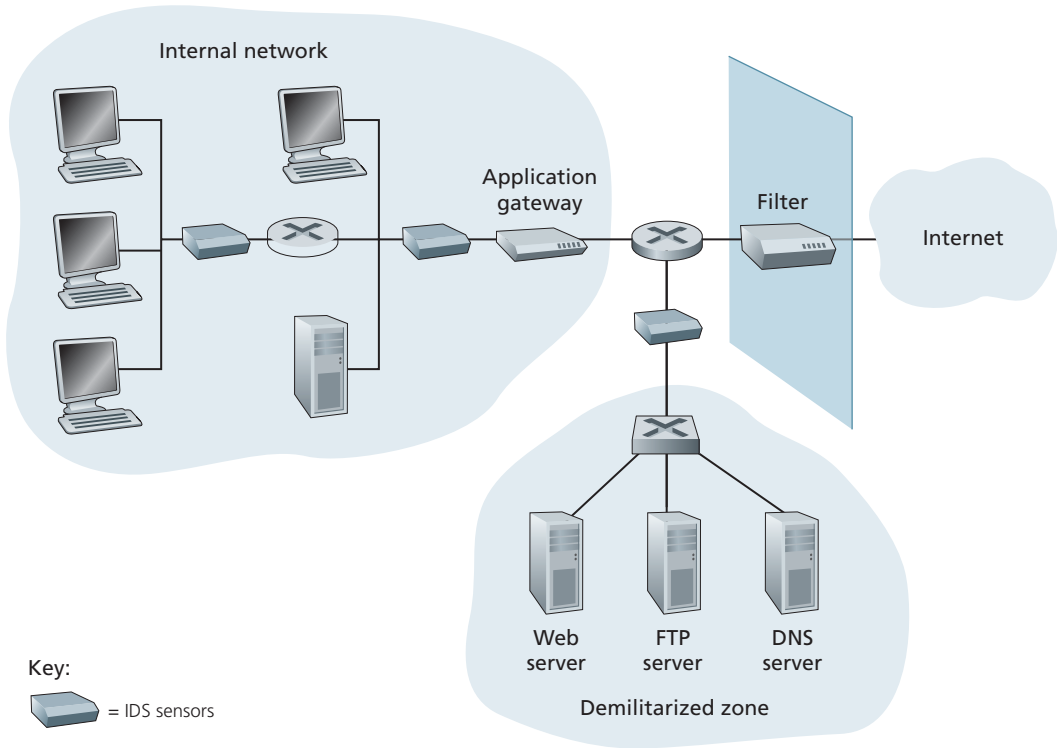 Internal network
Application
gateway
Filter
Internet
Web
server
FTP
server
DNS
server
Demilitarized zone
Key:
= IDS sensors